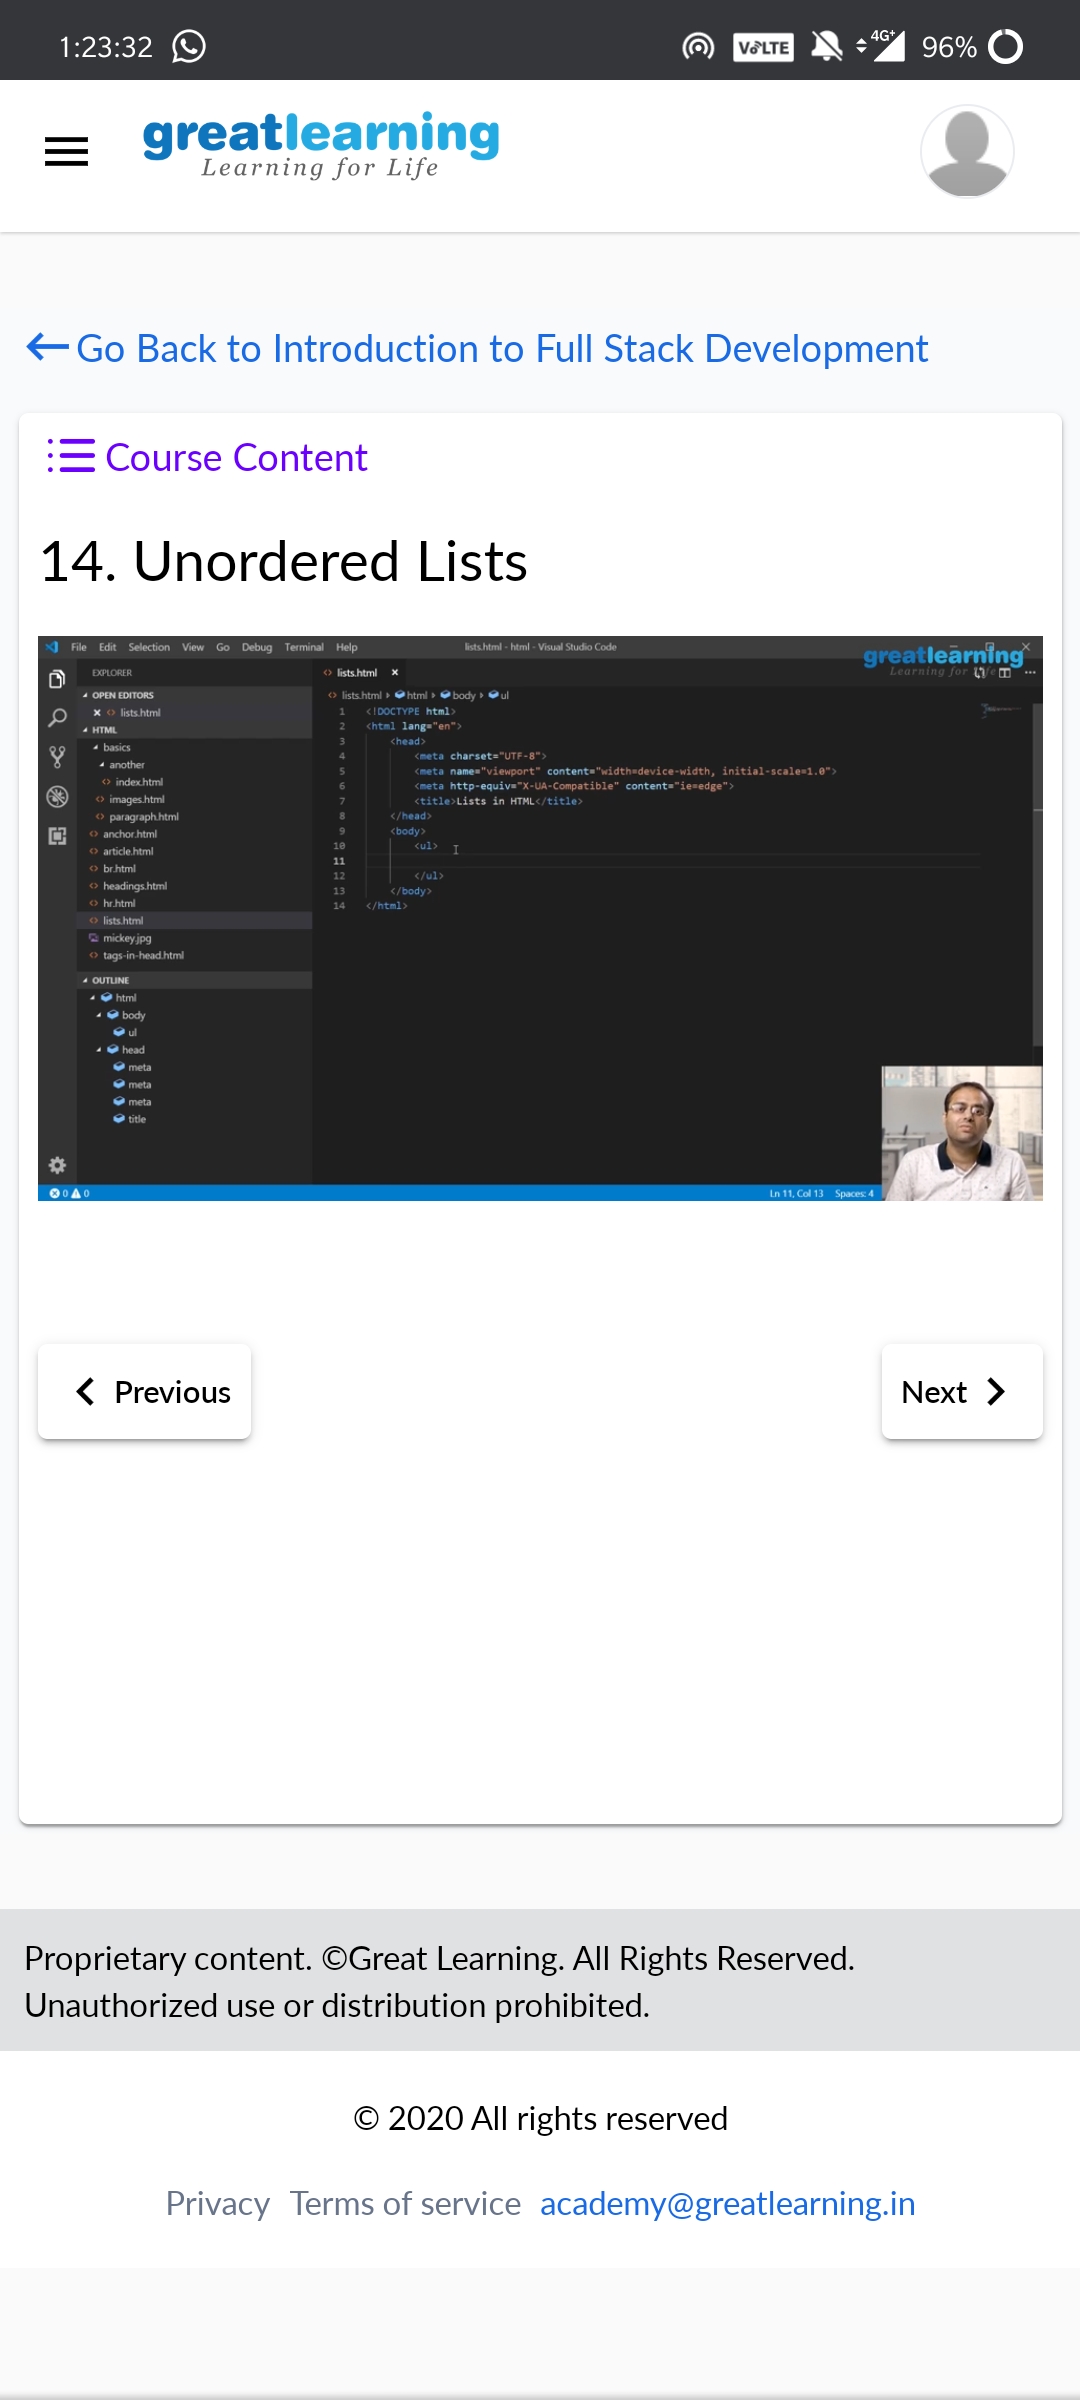 1:23:32
VoLTE 4G+ 96%
greatlearning
Learning for Life
Go Back to Introduction to Full Stack Development
Course Content
14. Unordered Lists
File Edit Selection View Go Debug Terminal Help lists.html - html - Visual Studio Code
greatlearning
Learning for Life
EXPLORER
OPEN EDITORS
lists.html
HTML
basics
another
index.html
images.html
paragraph.html
anchor.html
article.html
br.html
headings.html
hr.html
lists.html
mickey.jpg
tags-in-head.html
OUTLINE
html
body
ul
head
meta
meta
meta
title
lists.html
lists.html html body ul
1 <!DOCTYPE html>
2 <html lang="en">
3 <head>
4 <meta charset="UTF-8">
5 <meta name="viewport" content="width=device-width, initial-scale=1.0">
6 <meta http-equiv="X-UA-Compatible" content="ie=edge">
7 <title>Lists in HTML</title>
8 </head>
9 <body>
10 <ul>
11
12 </ul>
13 </body>
14 </html>
0 0 Ln 11, Col 13 Spaces: 4
Previous
Next
Proprietary content. ©Great Learning. All Rights Reserved.
Unauthorized use or distribution prohibited.
© 2020 All rights reserved
Privacy Terms of service academy@greatlearning.in